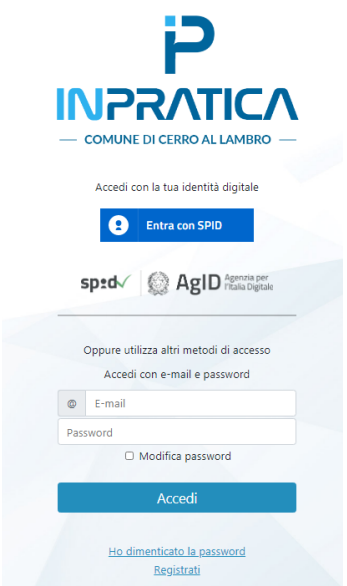 iP
INPRATICA
COMUNE DI CERRO AL LAMBRO
Accedi con la tua identità digitale
Entra con SPID
sp:d AgID Agenzia per
l'Italia Digitale
Oppure utilizza altri metodi di accesso
Accedi con e-mail e password
@ E-mail
Password
Modifica password
Accedi
Ho dimenticato la password
Registrati